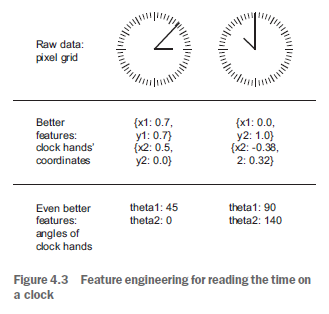 Raw data:
pixel grid
Better
features:
clock hands'
coordinates
{x1: 0.7,
y1: 0.7}
{x2: 0.5,
y2: 0.0}
{x1: 0.0,
y2: 1.0}
{x2: -0.38,
2: 0.32}
Even better
features:
angles of
clock hands
theta1: 45
theta2: 0
theta1: 90
theta2: 140
Figure 4.3 Feature engineering for reading the time on
a clock